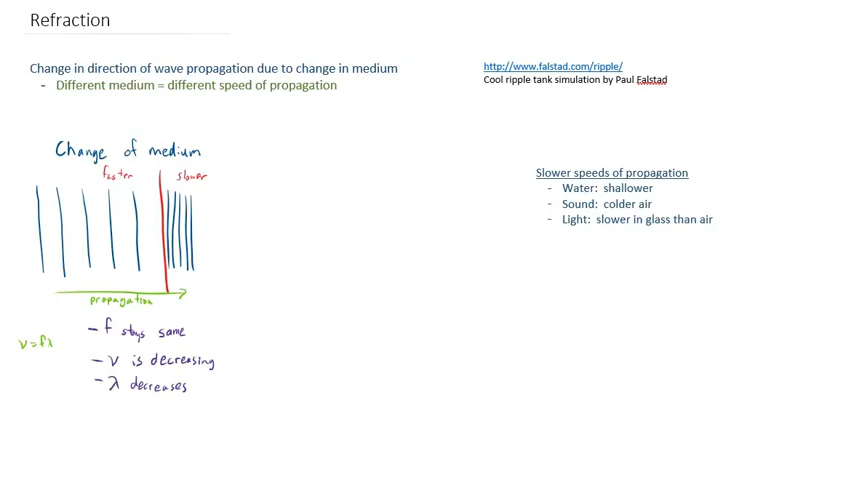 Refraction
Change in direction of wave propagation due to change in medium
- Different medium = different speed of propagation
http://www.falstad.com/ripple/
Cool ripple tank simulation by Paul Falstad
Change of medium
faster
slower
propagation
v=fλ
- f stays same
- v is decreasing
- λ decreases
Slower speeds of propagation
- Water: shallower
- Sound: colder air
- Light: slower in glass than air